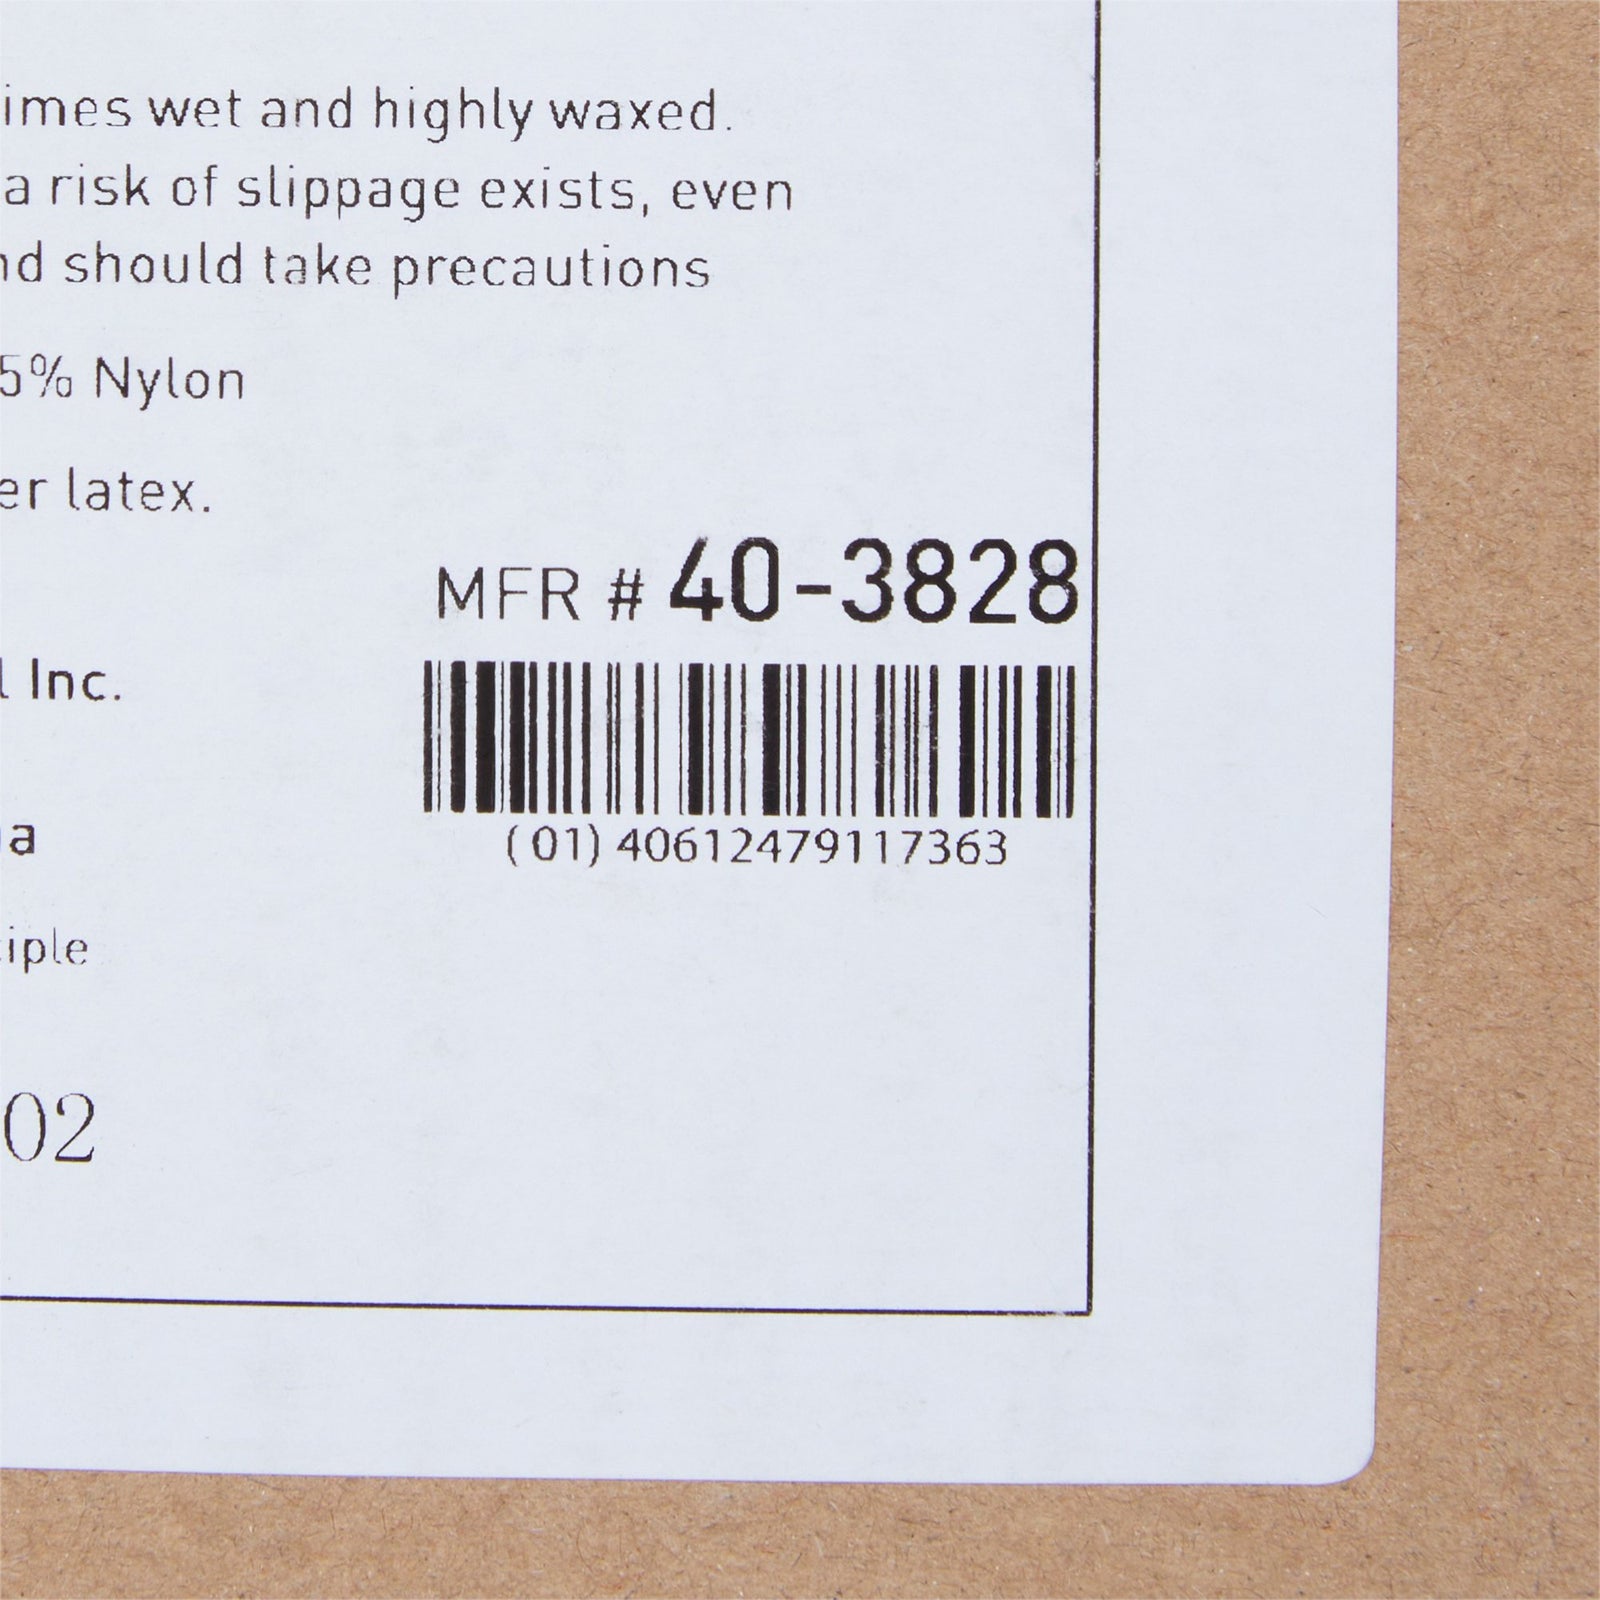 imes wet and highly waxed.
a risk of slippage exists, even
nd should take precautions
5% Nylon
er latex.
MFR # 40-3828
l Inc.
(01) 40612479117363
a
iple
02